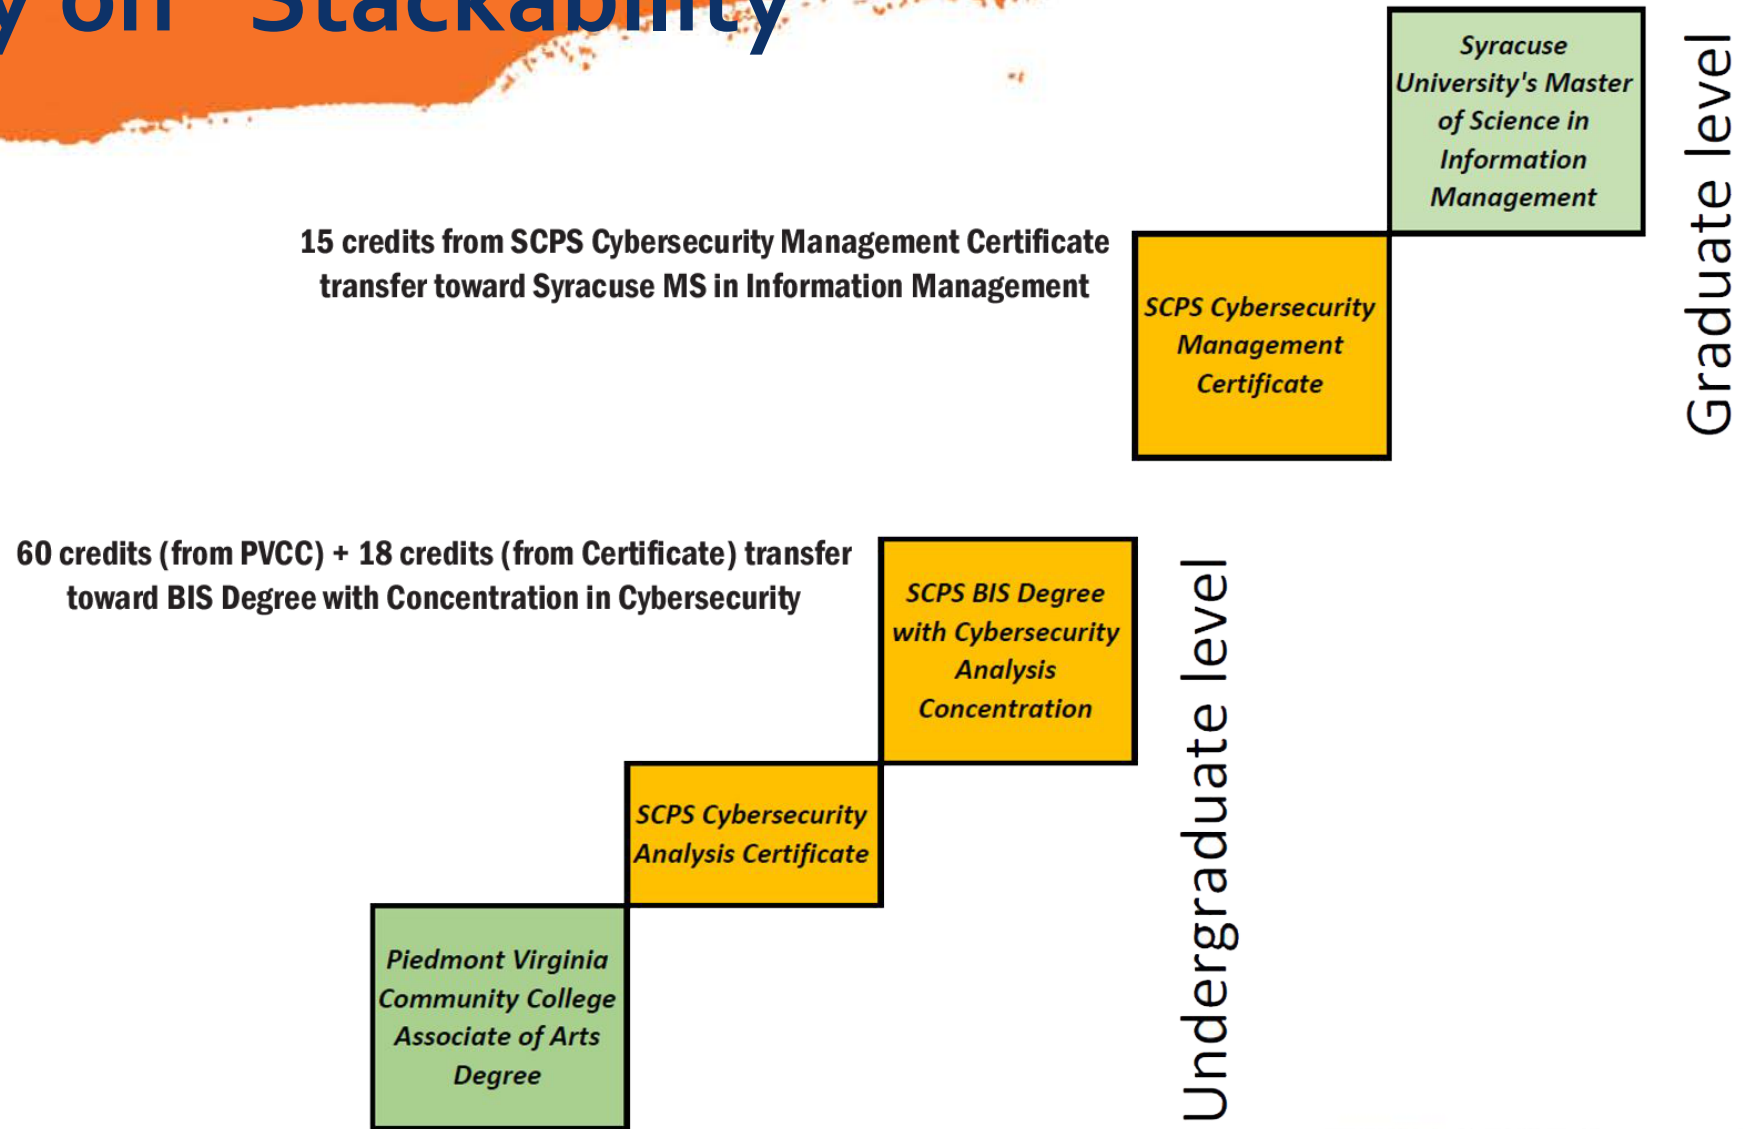 y on "Stackability"
Syracuse
University's Master
of Science in
Information
Management
Graduate level
15 credits from SCPS Cybersecurity Management Certificate
transfer toward Syracuse MS in Information Management
SCPS Cybersecurity
Management
Certificate
60 credits (from PVCC) + 18 credits (from Certificate) transfer
toward BIS Degree with Concentration in Cybersecurity
SCPS BIS Degree
with Cybersecurity
Analysis
Concentration
Undergraduate level
SCPS Cybersecurity
Analysis Certificate
Piedmont Virginia
Community College
Associate of Arts
Degree